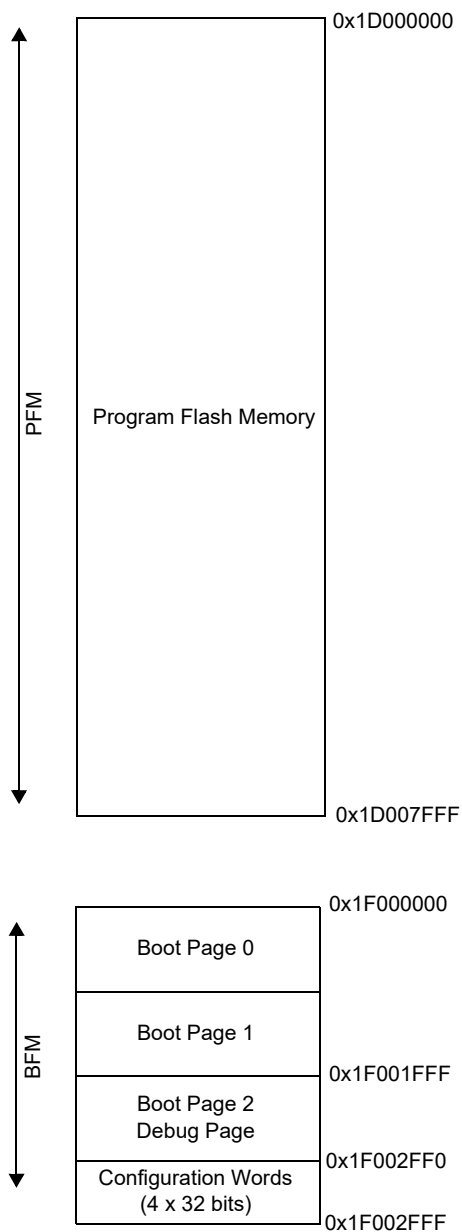 0x1D000000
PFM
Program Flash Memory
0x1D007FFF
0x1F000000
Boot Page 0
BFM
Boot Page 1
0x1F001FFF
Boot Page 2
Debug Page
0x1F002FF0
Configuration Words
(4 x 32 bits)
0x1F002FFF